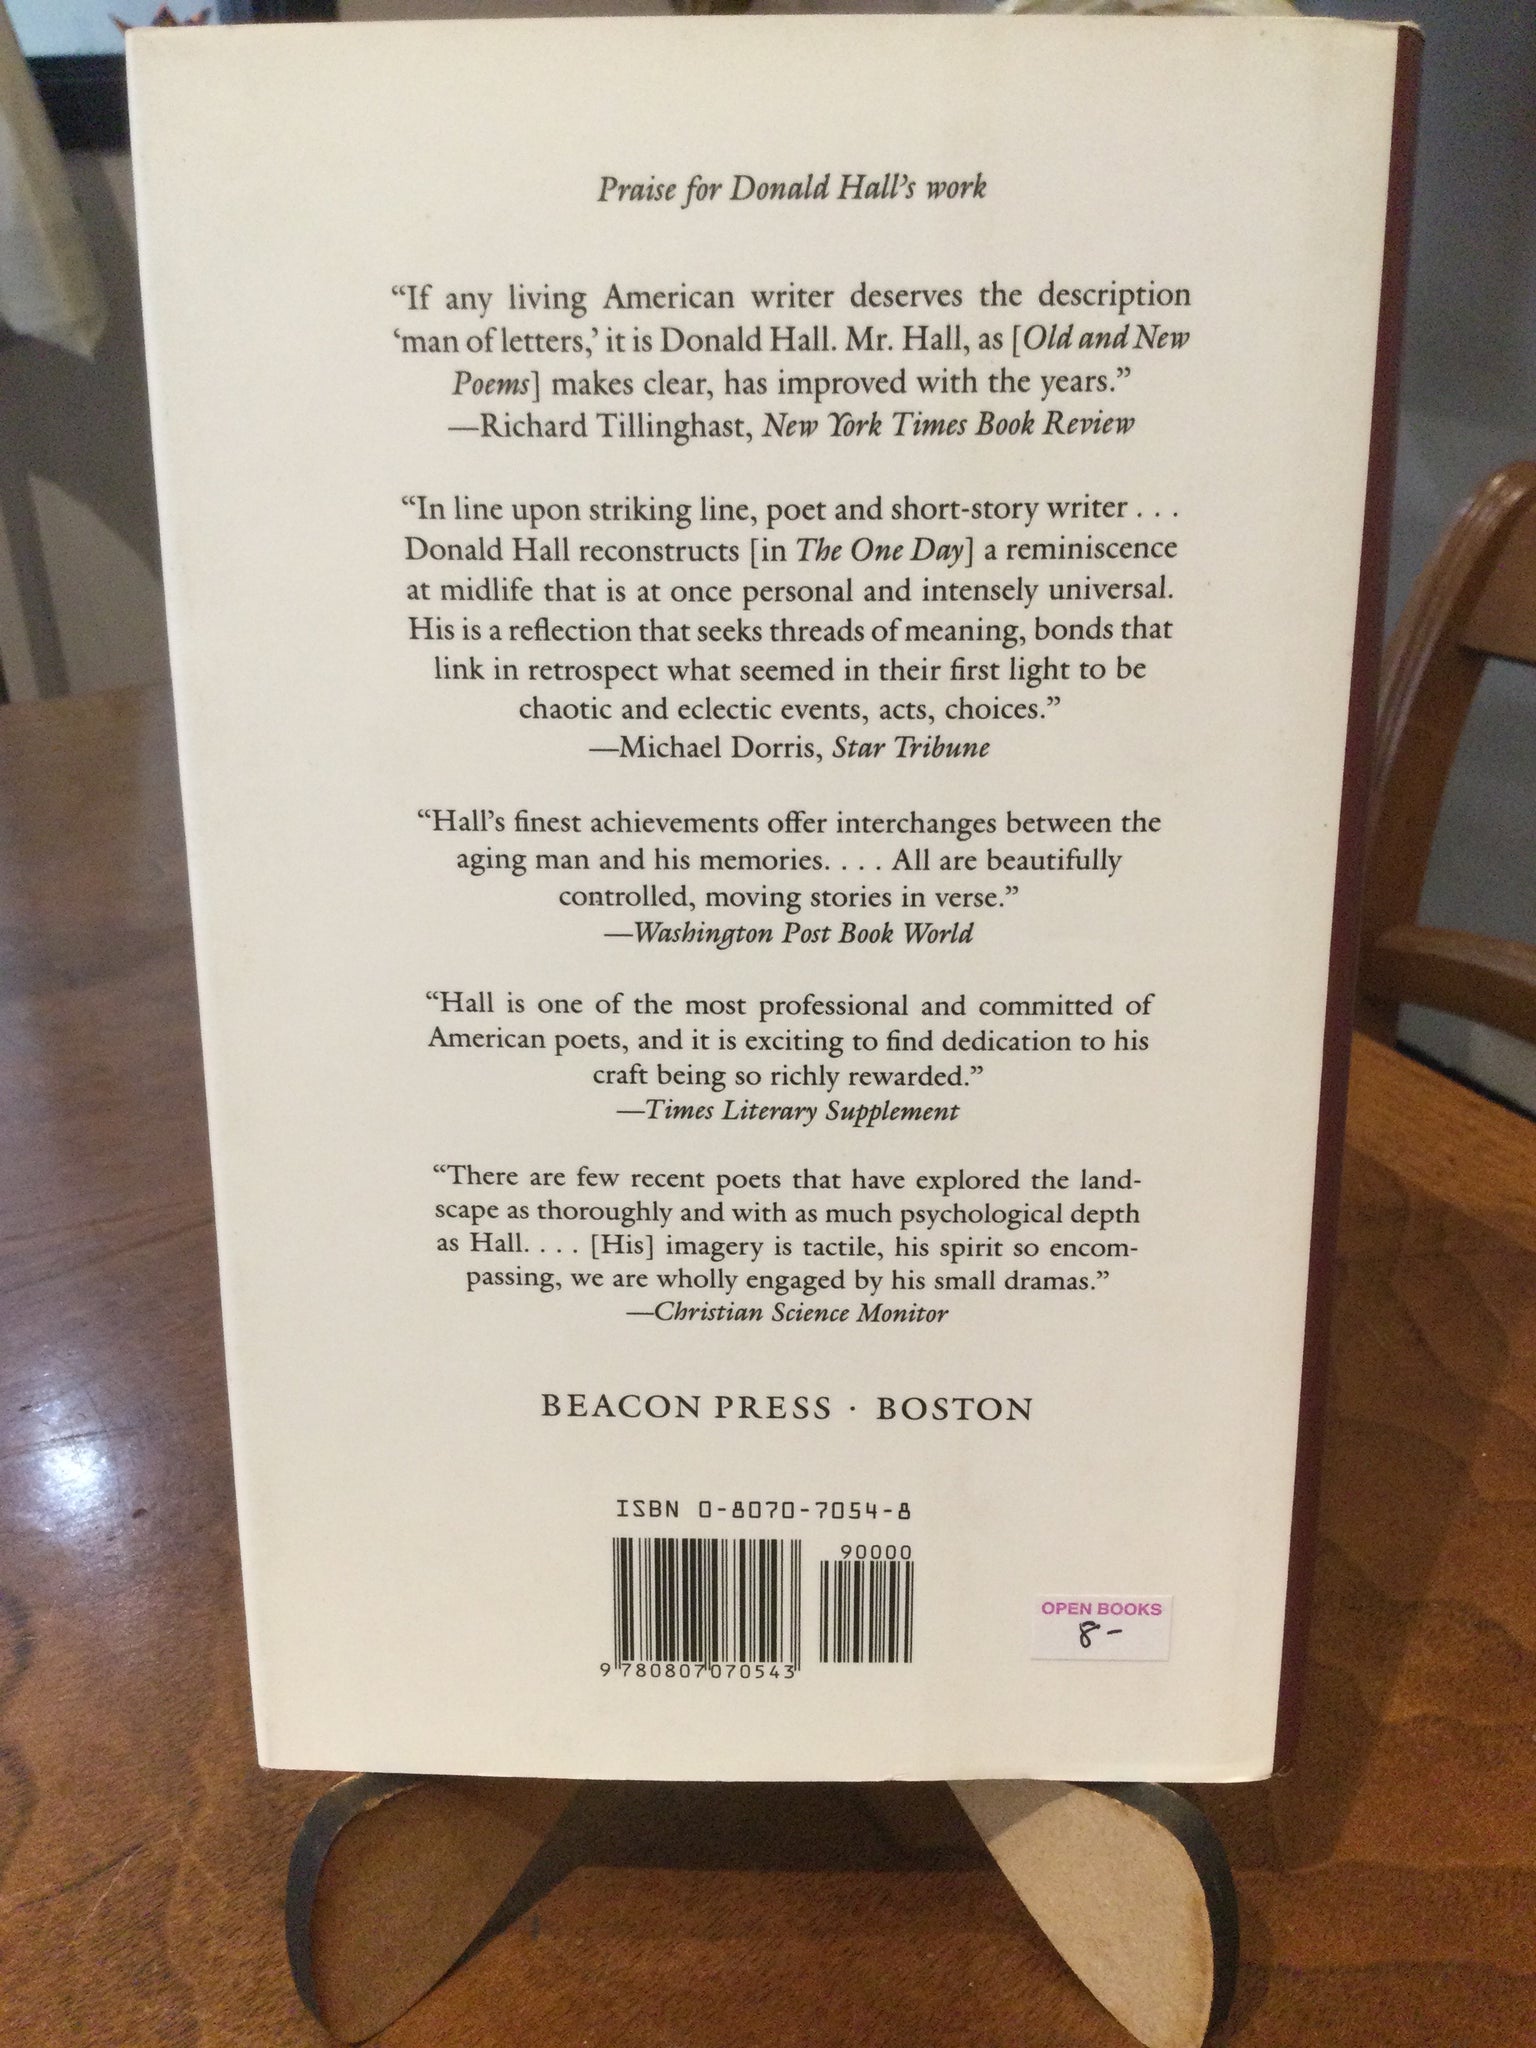 Praise for Donald Hall's work
“If any living American writer deserves the description
‘man of letters,’ it is Donald Hall. Mr. Hall, as [Old and New
Poems] makes clear, has improved with the years.”
—Richard Tillinghast, New York Times Book Review
“In line upon striking line, poet and short-story writer . . .
Donald Hall reconstructs [in The One Day] a reminiscence
at midlife that is at once personal and intensely universal.
His is a reflection that seeks threads of meaning, bonds that
link in retrospect what seemed in their first light to be
chaotic and eclectic events, acts, choices.”
—Michael Dorris, Star Tribune
“Hall’s finest achievements offer interchanges between the
aging man and his memories. . . . All are beautifully
controlled, moving stories in verse.”
—Washington Post Book World
“Hall is one of the most professional and committed of
American poets, and it is exciting to find dedication to his
craft being so richly rewarded.”
—Times Literary Supplement
“There are few recent poets that have explored the land-
scape as thoroughly and with as much psychological depth
as Hall. . . . [His] imagery is tactile, his spirit so encom-
passing, we are wholly engaged by his small dramas.”
—Christian Science Monitor
BEACON PRESS · BOSTON
ISBN 0-8070-7054-8
90000
9 780807 070543
OPEN BOOKS
8-